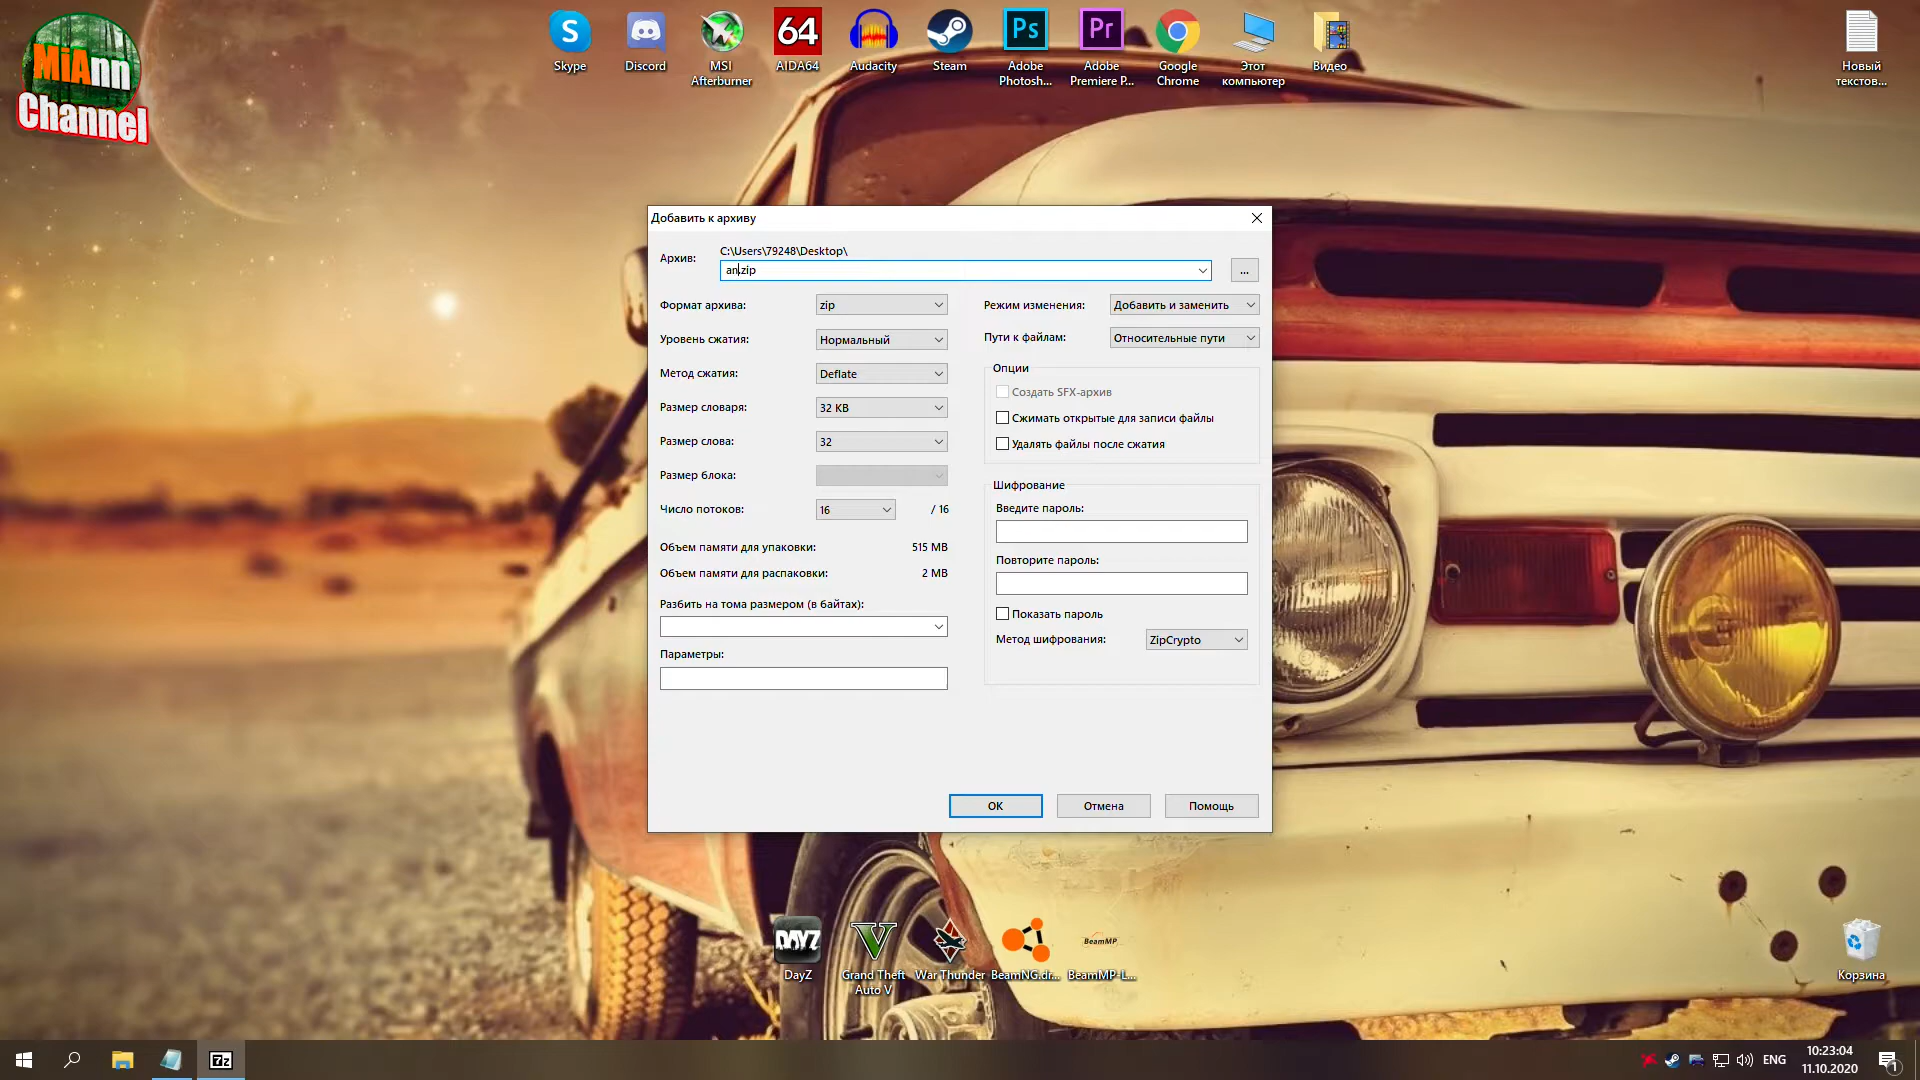 MiAnn
Channel
Skype
Discord
MSI
Afterburner
64
AIDA64
Audacity
Steam
Ps
Adobe
Photosh...
Pr
Adobe
Premiere P...
Google
Chrome
Этот
компьютер
Видео
Новый
текстов...
Добавить к архиву
Архив:
C:\Users\79248\Desktop\
an.zip
...
Формат архива:
zip
Уровень сжатия:
Нормальный
Метод сжатия:
Deflate
Размер словаря:
32 KB
Размер слова:
32
Размер блока:
Число потоков:
16
/ 16
Объем памяти для упаковки:
515 MB
Объем памяти для распаковки:
2 MB
Разбить на тома размером (в байтах):
Параметры:
Режим изменения:
Добавить и заменить
Пути к файлам:
Относительные пути
Опции
Создать SFX-архив
Сжимать открытые для записи файлы
Удалять файлы после сжатия
Шифрование
Введите пароль:
Повторите пароль:
Показать пароль
Метод шифрования:
ZipCrypto
OK
Отмена
Помощь
DAYZ
DayZ
V
Grand Theft
Auto V
War Thunder
BeamNG.dr...
BeamMP
BeamMP-L...
Корзина
7z
ENG
10:23:04
11.10.2020
1